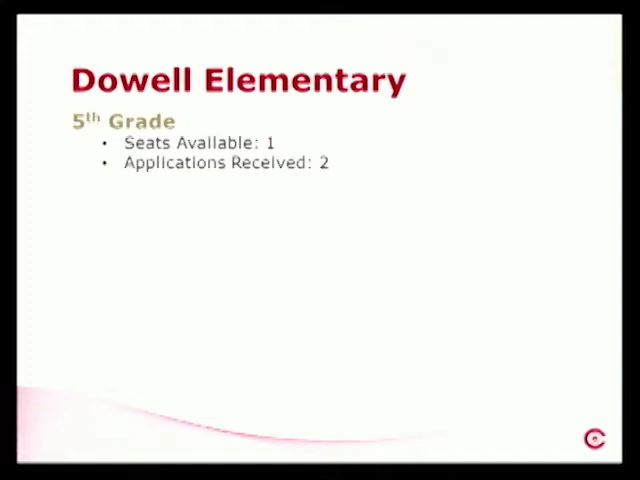 Dowell Elementary
5th Grade
• Seats Available: 1
• Applications Received: 2